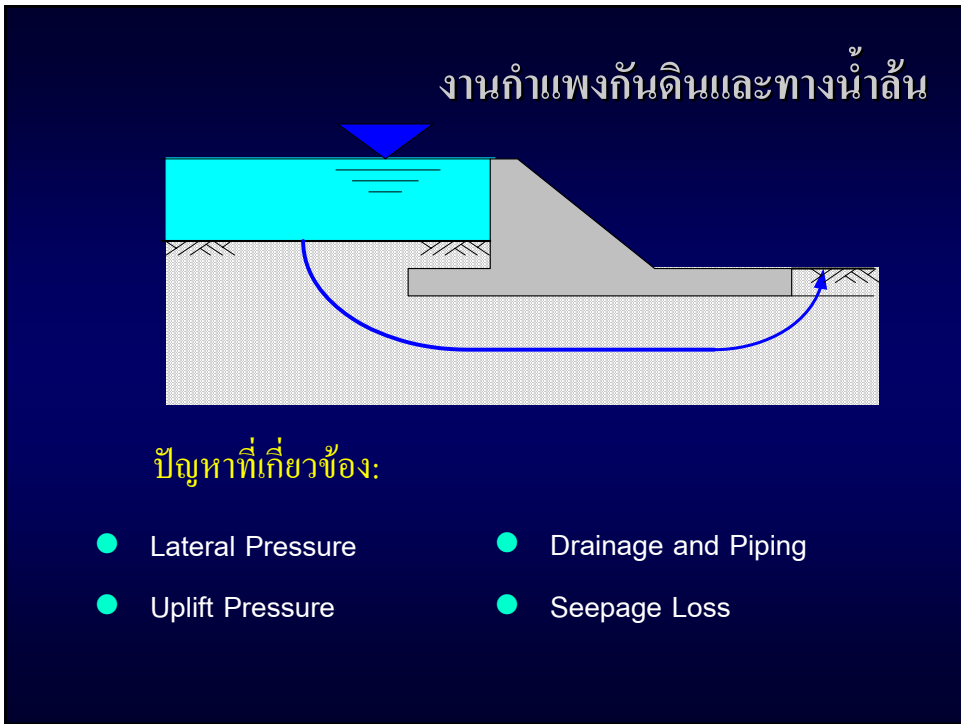 งานกำแพงกันดินและทางน้ำล้น
ปัญหาที่เกี่ยวข้อง:
Lateral Pressure
Uplift Pressure
Drainage and Piping
Seepage Loss